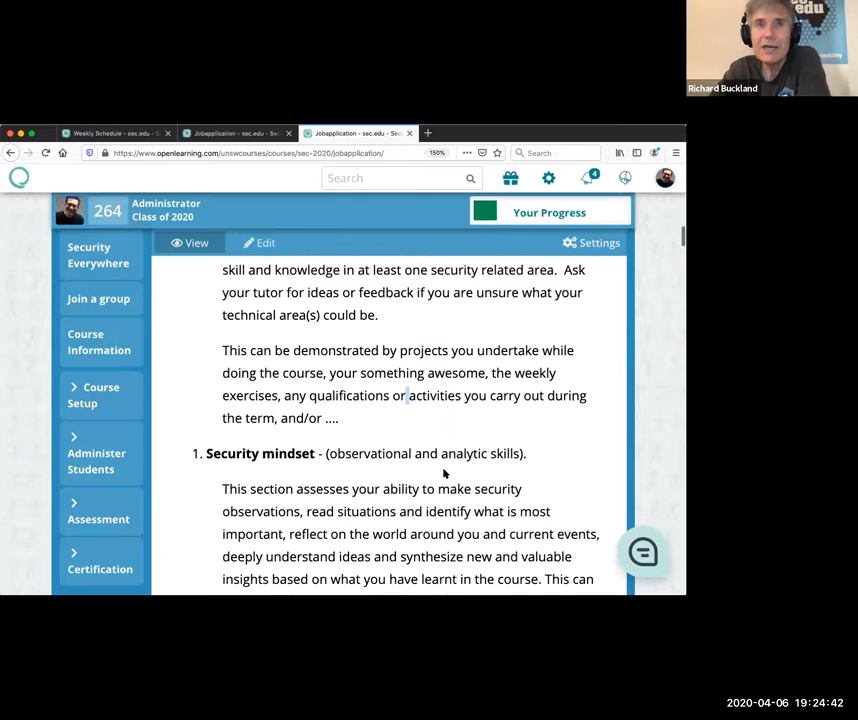 edu
Richard Buckland
Weekly Schedule - sec.edu - S
Jobapplication - sec.edu - Sec
Jobapplication - sec.edu - Sec
https://www.openlearning.com/unswcourses/courses/sec-2020/jobapplication/
150%
Search
Search
4
264
Administrator
Class of 2020
Your Progress
View
Edit
Settings
Security
Everywhere
Join a group
Course
Information
Course
Setup
Administer
Students
Assessment
Certification
skill and knowledge in at least one security related area. Ask
your tutor for ideas or feedback if you are unsure what your
technical area(s) could be.
This can be demonstrated by projects you undertake while
doing the course, your something awesome, the weekly
exercises, any qualifications or activities you carry out during
the term, and/or ....
1. Security mindset - (observational and analytic skills).
This section assesses your ability to make security
observations, read situations and identify what is most
important, reflect on the world around you and current events,
deeply understand ideas and synthesize new and valuable
insights based on what you have learnt in the course. This can
2020-04-06 19:24:42